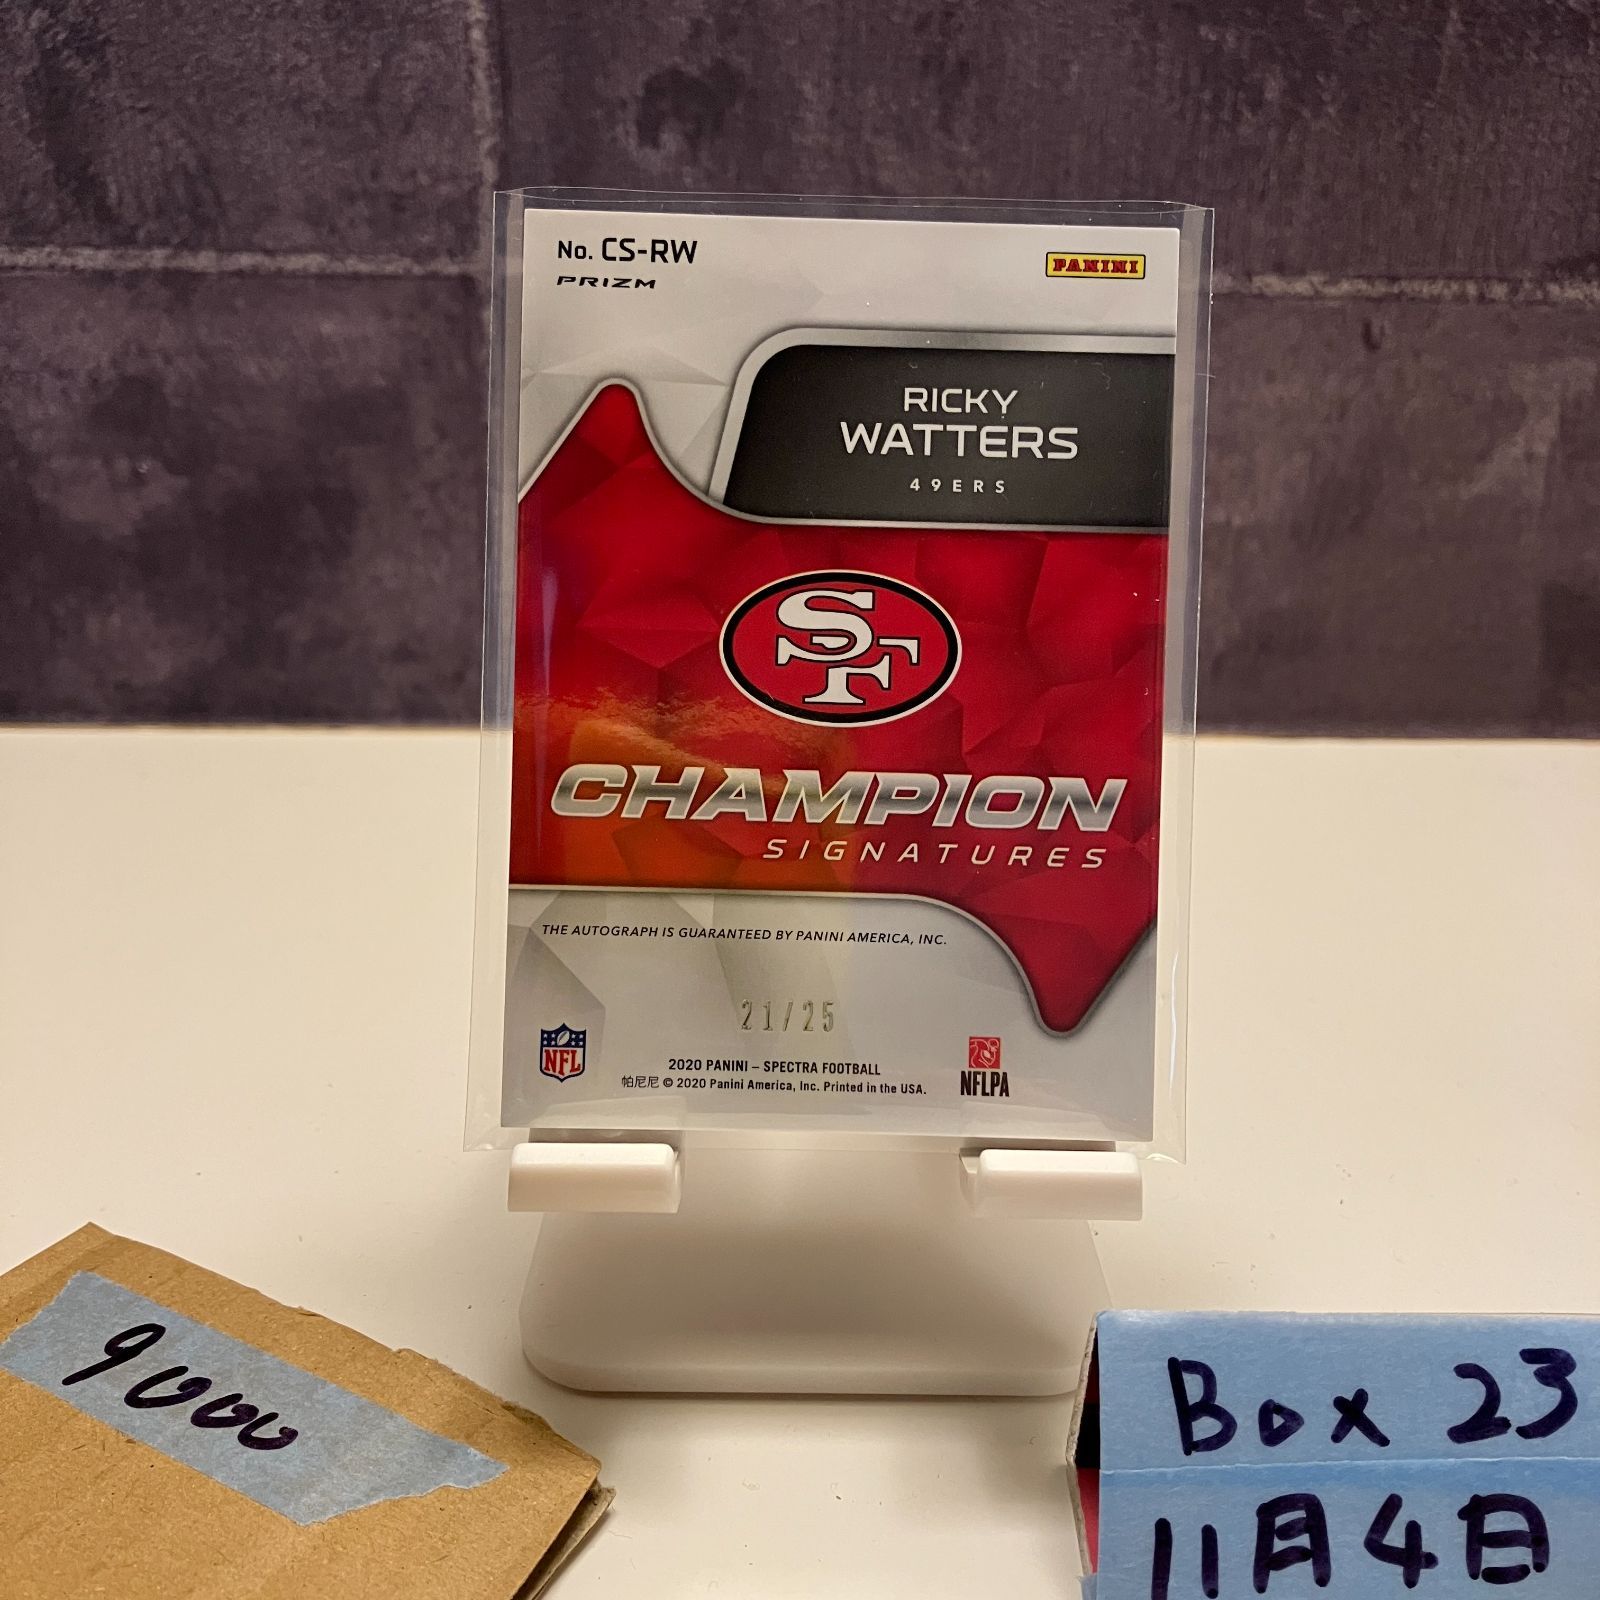 No. CS-RW
PRIZM
PANINI
RICKY
WATTERS
49ERS
SF
CHAMPION
SIGNATURES
THE AUTOGRAPH IS GUARANTEED BY PANINI AMERICA, INC.
21/25
NFL
2020 PANINI – SPECTRA FOOTBALL
帕尼尼 © 2020 Panini America, Inc. Printed in the USA.
NFLPA
9000
Box 23
11月4日